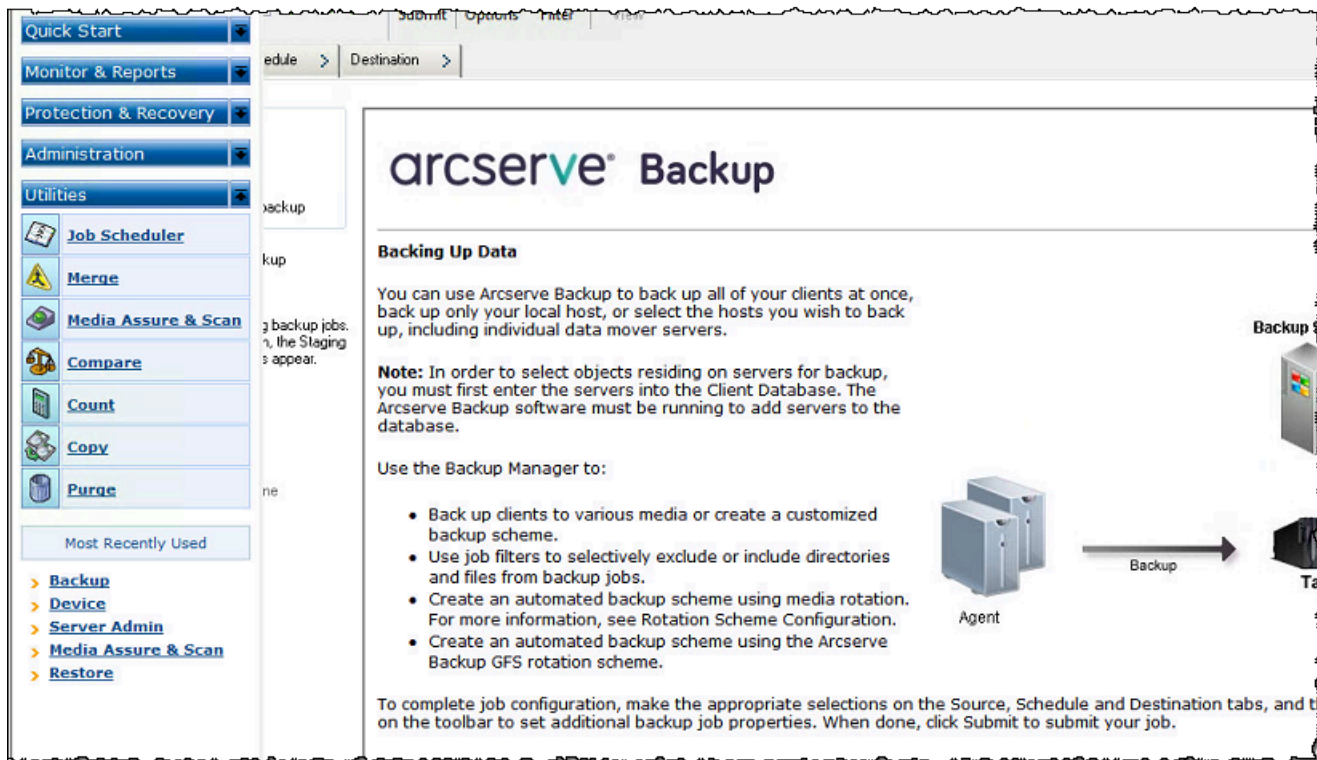 Submit Options Filter View
Quick Start
Monitor & Reports
Protection & Recovery
Administration
Utilities
Job Scheduler
Merge
Media Assure & Scan
Compare
Count
Copy
Purge
Most Recently Used
Backup
Device
Server Admin
Media Assure & Scan
Restore
edule > Destination >
backup
kup
g backup jobs.
n, the Staging
s appear.
ne
arcserve® Backup
Backing Up Data
You can use Arcserve Backup to back up all of your clients at once,
back up only your local host, or select the hosts you wish to back
up, including individual data mover servers.
Note: In order to select objects residing on servers for backup,
you must first enter the servers into the Client Database. The
Arcserve Backup software must be running to add servers to the
database.
Use the Backup Manager to:
• Back up clients to various media or create a customized
backup scheme.
• Use job filters to selectively exclude or include directories
and files from backup jobs.
• Create an automated backup scheme using media rotation.
For more information, see Rotation Scheme Configuration.
• Create an automated backup scheme using the Arcserve
Backup GFS rotation scheme.
Backup S
Agent
Backup
Ta
To complete job configuration, make the appropriate selections on the Source, Schedule and Destination tabs, and t
on the toolbar to set additional backup job properties. When done, click Submit to submit your job.